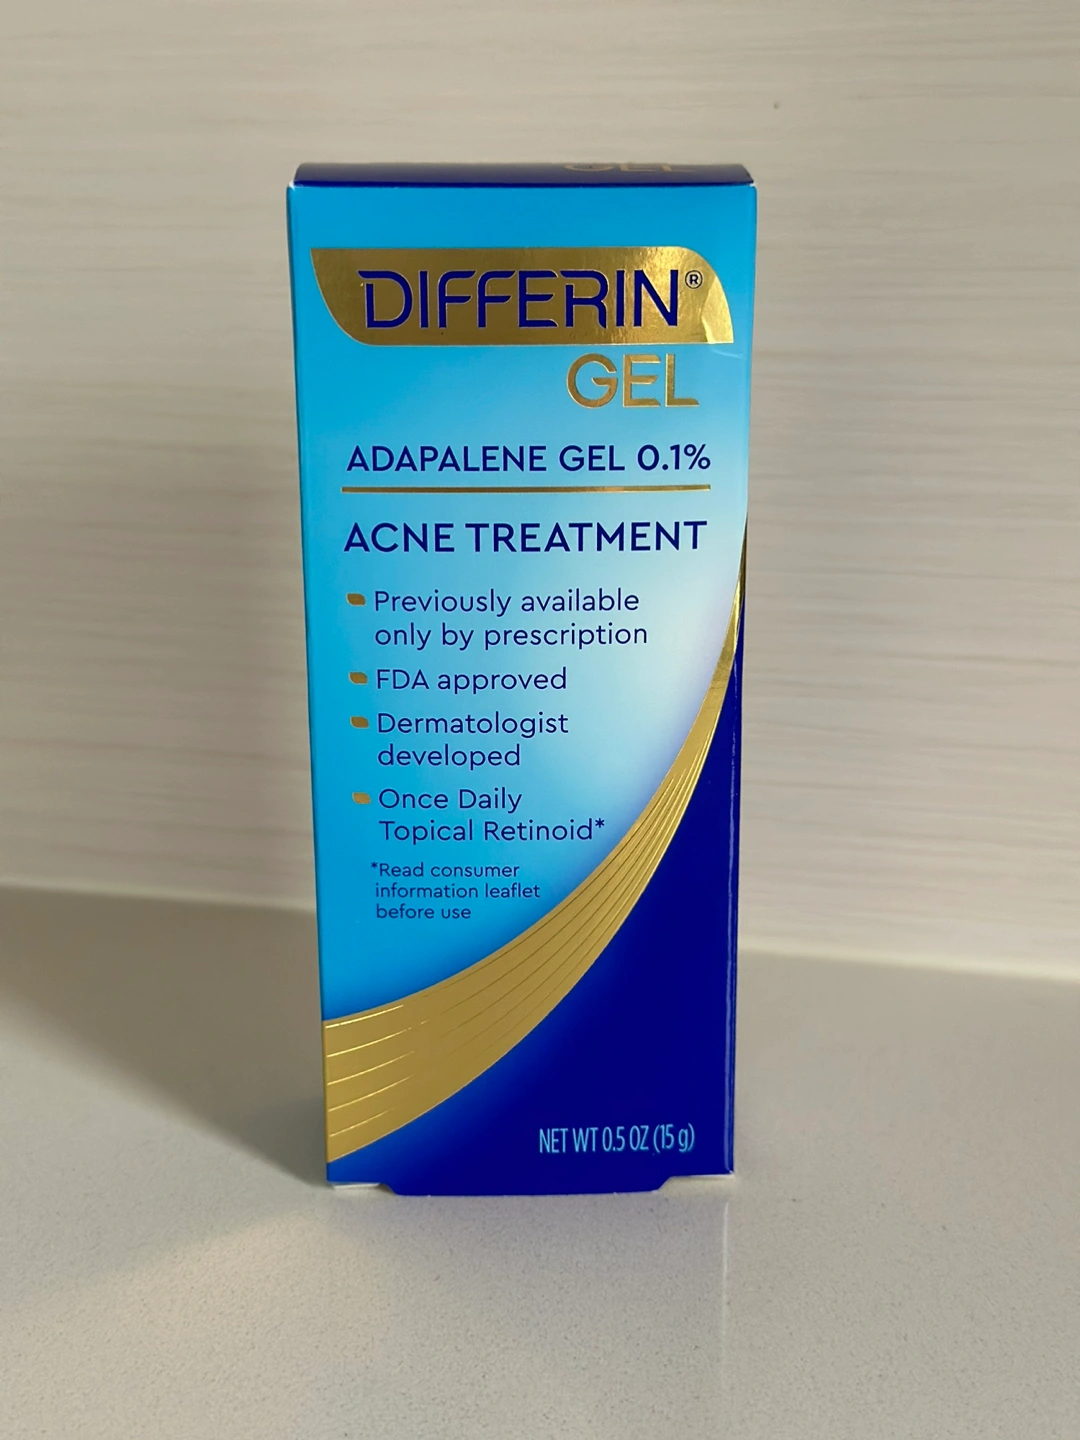 GEL
DIFFERIN®
GEL
ADAPALENE GEL 0.1%
ACNE TREATMENT
Previously available
only by prescription
FDA approved
Dermatologist
developed
Once Daily
Topical Retinoid*
*Read consumer
information leaflet
before use
NET WT 0.5 OZ (15 g)